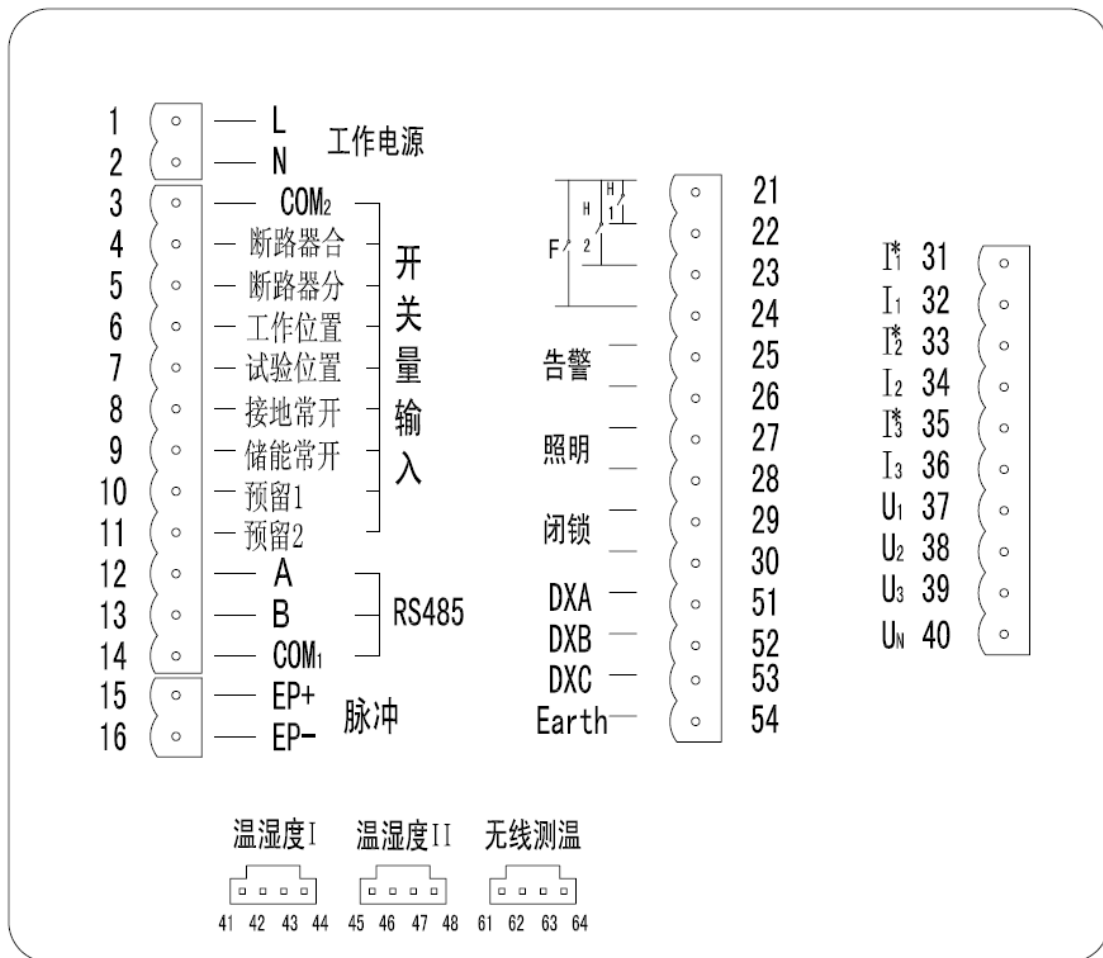 1 L
工作电源
2 N
3 COM₂
4 断路器合
5 断路器分
6 工作位置
7 试验位置
8 接地常开
9 储能常开
10 预留1
11 预留2
开关量输入
12 A
13 B
14 COM₁
RS485
15 EP+
脉冲
16 EP-
H 1
H 2
F
21
22
23
24
告警
25
26
照明
27
28
闭锁
29
30
DXA 51
DXB 52
DXC 53
Earth 54
I₁* 31
I₁ 32
I₂* 33
I₂ 34
I₃* 35
I₃ 36
U₁ 37
U₂ 38
U₃ 39
U_N 40
温湿度I 温湿度II 无线测温
41 42 43 44 45 46 47 48 61 62 63 64